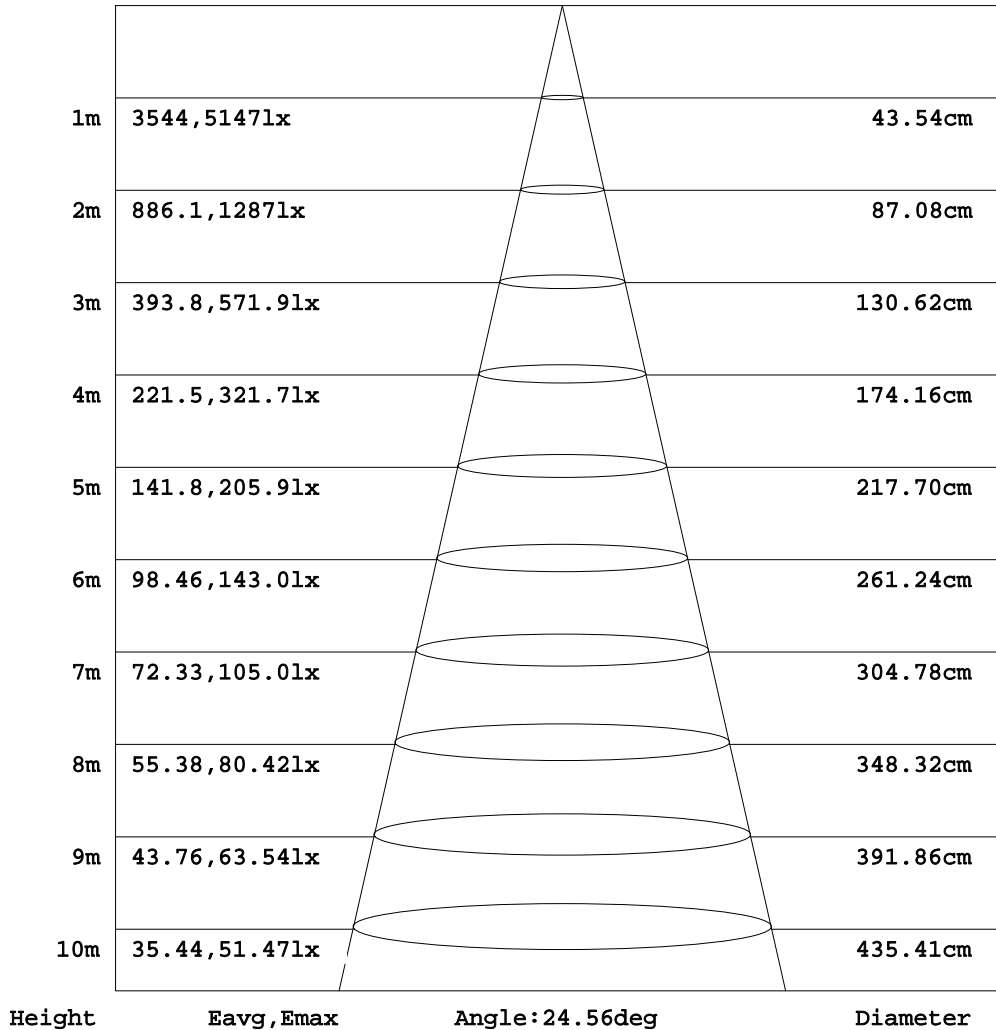 1m 3544,5147lx 43.54cm
2m 886.1,1287lx 87.08cm
3m 393.8,571.9lx 130.62cm
4m 221.5,321.7lx 174.16cm
5m 141.8,205.9lx 217.70cm
6m 98.46,143.0lx 261.24cm
7m 72.33,105.0lx 304.78cm
8m 55.38,80.42lx 348.32cm
9m 43.76,63.54lx 391.86cm
10m 35.44,51.47lx 435.41cm
Height Eavg,Emax Angle:24.56deg Diameter